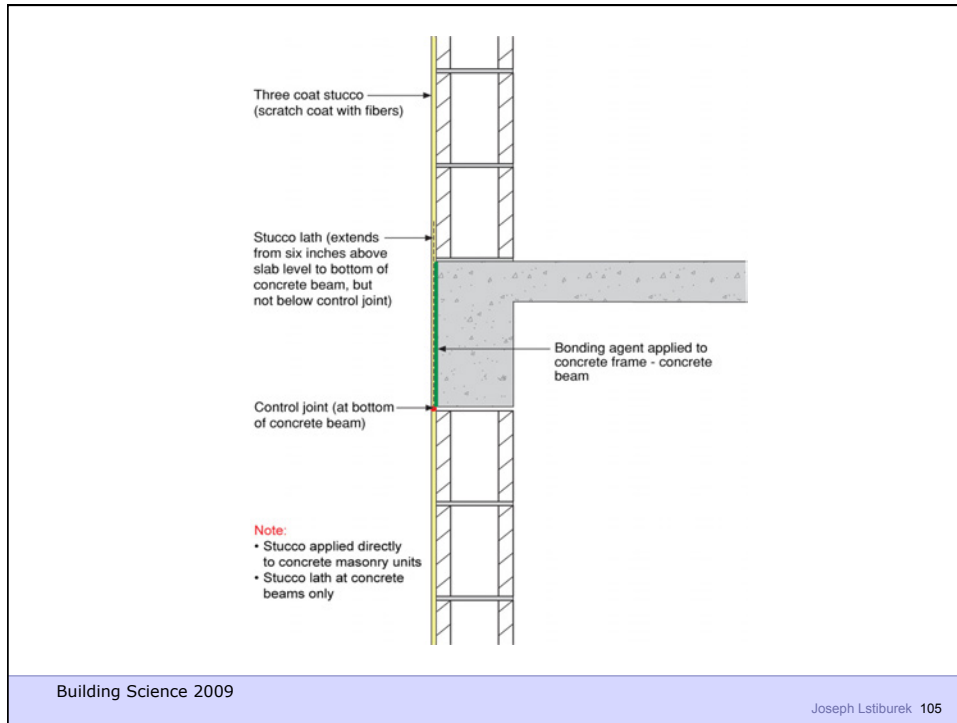 Three coat stucco
(scratch coat with fibers)
Stucco lath (extends
from six inches above
slab level to bottom of
concrete beam, but
not below control joint)
Bonding agent applied to
concrete frame - concrete
beam
Control joint (at bottom
of concrete beam)
Note:
• Stucco applied directly
to concrete masonry units
• Stucco lath at concrete
beams only
Building Science 2009
Joseph Lstiburek 105